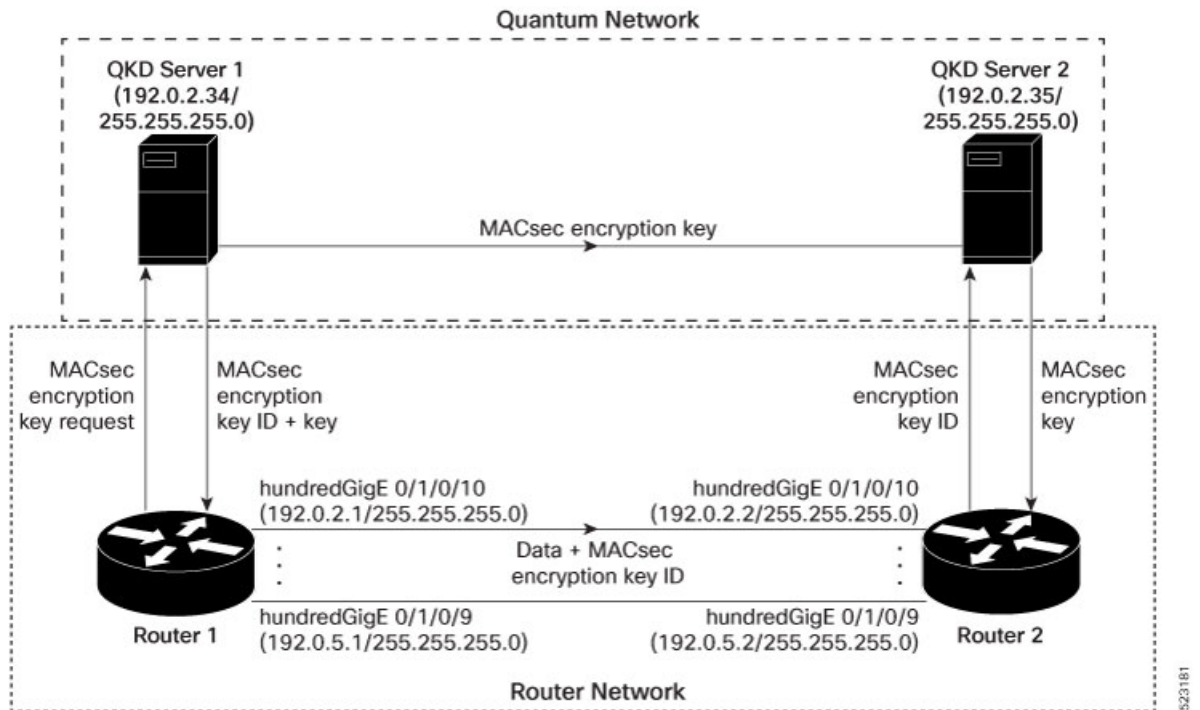 Quantum Network
QKD Server 1
(192.0.2.34/
255.255.255.0)
QKD Server 2
(192.0.2.35/
255.255.255.0)
MACsec encryption key
MACsec
encryption
key request
MACsec
encryption
key ID + key
MACsec
encryption
key ID
MACsec
encryption
key
hundredGigE 0/1/0/10
(192.0.2.1/255.255.255.0)
hundredGigE 0/1/0/10
(192.0.2.2/255.255.255.0)
Data + MACsec
encryption key ID
hundredGigE 0/1/0/9
(192.0.5.1/255.255.255.0)
hundredGigE 0/1/0/9
(192.0.5.2/255.255.255.0)
Router 1
Router 2
Router Network
523181